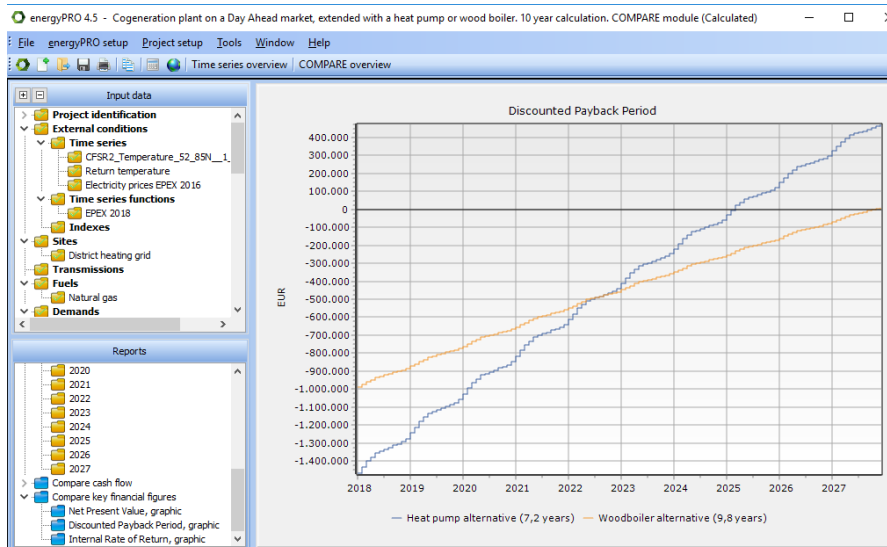 energyPRO 4.5 - Cogeneration plant on a Day Ahead market, extended with a heat pump or wood boiler. 10 year calculation. COMPARE module (Calculated)
File energyPRO setup Project setup Tools Window Help
Time series overview COMPARE overview
Input data
Project identification
External conditions
Time series
CFSR2_Temperature_52_85N__1_
Return temperature
Electricity prices EPEX 2016
Time series functions
EPEX 2018
Indexes
Sites
District heating grid
Transmissions
Fuels
Natural gas
Demands
Reports
2020
2021
2022
2023
2024
2025
2026
2027
Compare cash flow
Compare key financial figures
Net Present Value, graphic
Discounted Payback Period, graphic
Internal Rate of Return, graphic
Discounted Payback Period
EUR
400.000
300.000
200.000
100.000
0
-100.000
-200.000
-300.000
-400.000
-500.000
-600.000
-700.000
-800.000
-900.000
-1.000.000
-1.100.000
-1.200.000
-1.300.000
-1.400.000
2018 2019 2020 2021 2022 2023 2024 2025 2026 2027
Heat pump alternative (7,2 years) Woodboiler alternative (9,8 years)